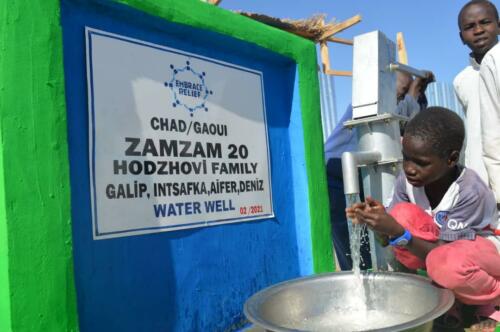 EMBRACE
RELIEF
CHAD/GAOUI
ZAMZAM 20
HODZHOVİ FAMILY
GALİP, INTSAFKA,AİFER,DENİZ
WATER WELL 02 /2021